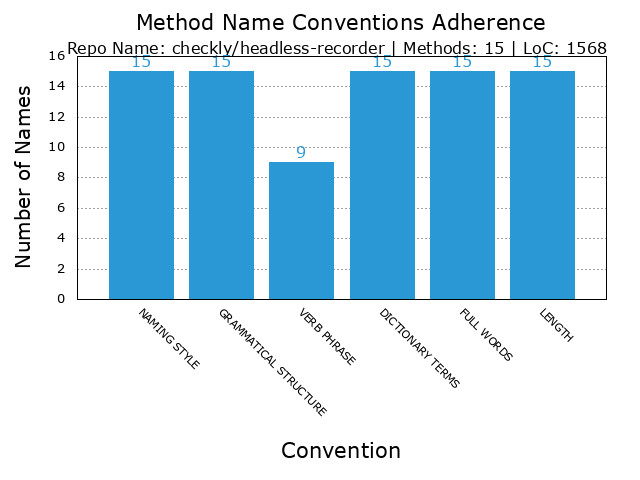 Method Name Conventions Adherence
Repo Name: checkly/headless-recorder | Methods: 15 | LoC: 1568
Number of Names
16
14
12
10
8
6
4
2
0
15
15
9
15
15
15
NAMING STYLE
GRAMMATICAL STRUCTURE
VERB PHRASE
DICTIONARY TERMS
FULL WORDS
LENGTH
Convention